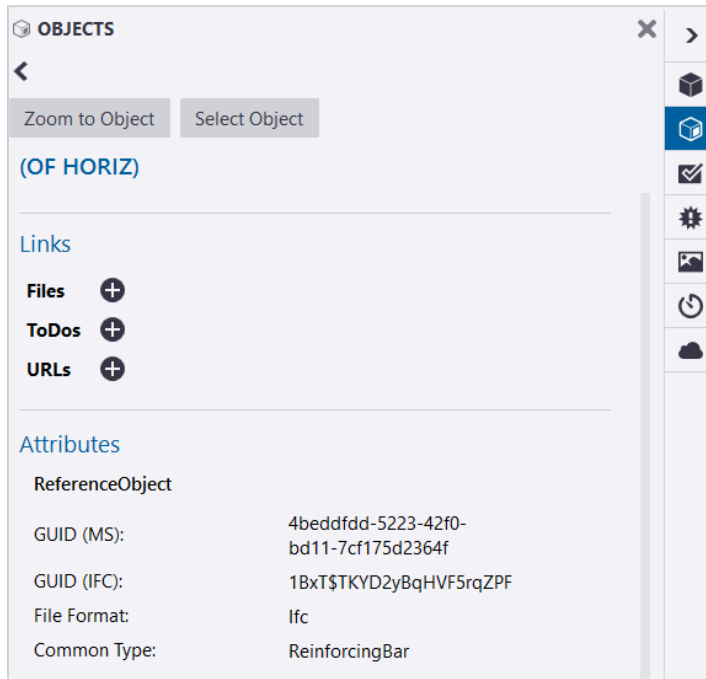 OBJECTS
Zoom to Object Select Object
(OF HORIZ)
Links
Files
ToDos
URLs
Attributes
ReferenceObject
GUID (MS): 4beddfdd-5223-42f0-
bd11-7cf175d2364f
GUID (IFC): 1BxT$TKYD2yBqHVF5rqZPF
File Format: Ifc
Common Type: ReinforcingBar